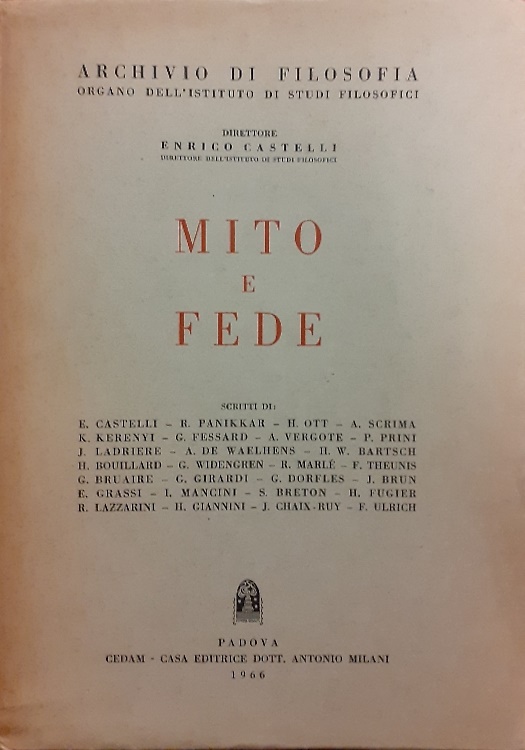 ARCHIVIO DI FILOSOFIA
ORGANO DELL'ISTITUTO DI STUDI FILOSOFICI
DIRETTORE
ENRICO CASTELLI
DIRETTORE DELL'ISTITUTO DI STUDI FILOSOFICI
MITO
E
FEDE
SCRITTI DI:
E. CASTELLI – R. PANIKKAR – H. OTT – A. SCRIMA
K. KERENYI – G. FESSARD – A. VERGOTE – P. PRINI
J. LADRIERE – A. DE WAELHENS – H. W. BARTSCH
H. BOUILLARD – G. WIDENGREN – R. MARLÉ – F. THEUNIS
G. BRUAIRE – G. GIRARDI – G. DORFLES – J. BRUN
E. GRASSI – I. MANCINI – S. BRETON – H. FUGIER
R. LAZZARINI – H. GIANNINI – J. CHAIX-RUY – F. ULRICH
PADOVA
CEDAM - CASA EDITRICE DOTT. ANTONIO MILANI
1966